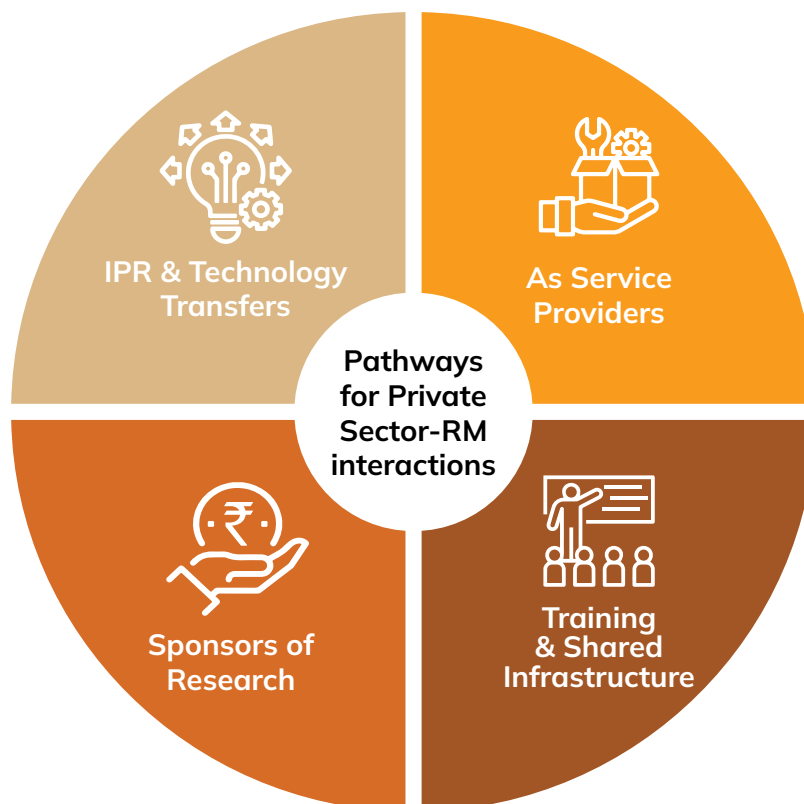 IPR & Technology
Transfers
As Service
Providers
Pathways
for Private
Sector-RM
interactions
₹
Sponsors of
Research
Training
& Shared
Infrastructure